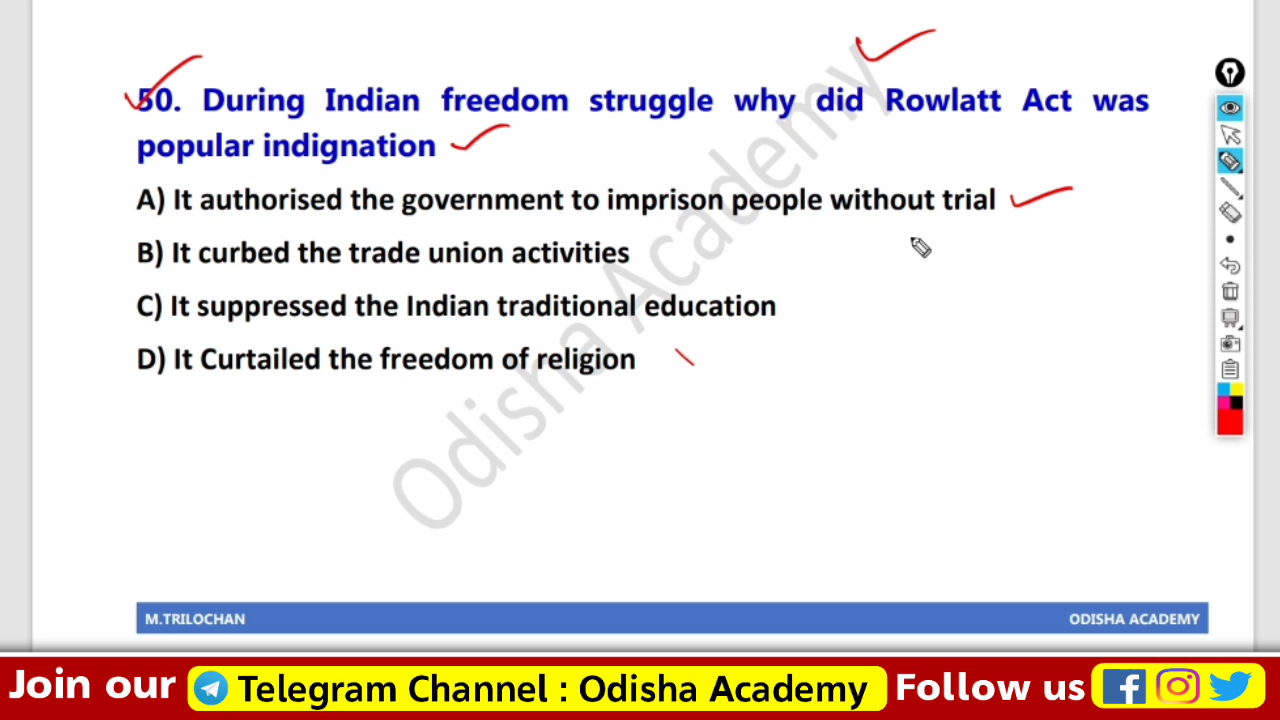 50. During Indian freedom struggle why did Rowlatt Act was
popular indignation
A) It authorised the government to imprison people without trial
B) It curbed the trade union activities
C) It suppressed the Indian traditional education
D) It Curtailed the freedom of religion
Odisha Academy
M.TRILOCHAN ODISHA ACADEMY
Join our Telegram Channel : Odisha Academy Follow us